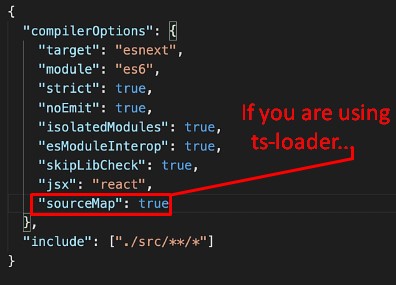 {
"compilerOptions": {
"target": "esnext",
"module": "es6",
"strict": true,
"noEmit": true,
"isolatedModules": true,
"esModuleInterop": true,
"skipLibCheck": true,
"jsx": "react",
"sourceMap": true
},
"include": ["./src/**/*"]
}
If you are using
ts-loader...